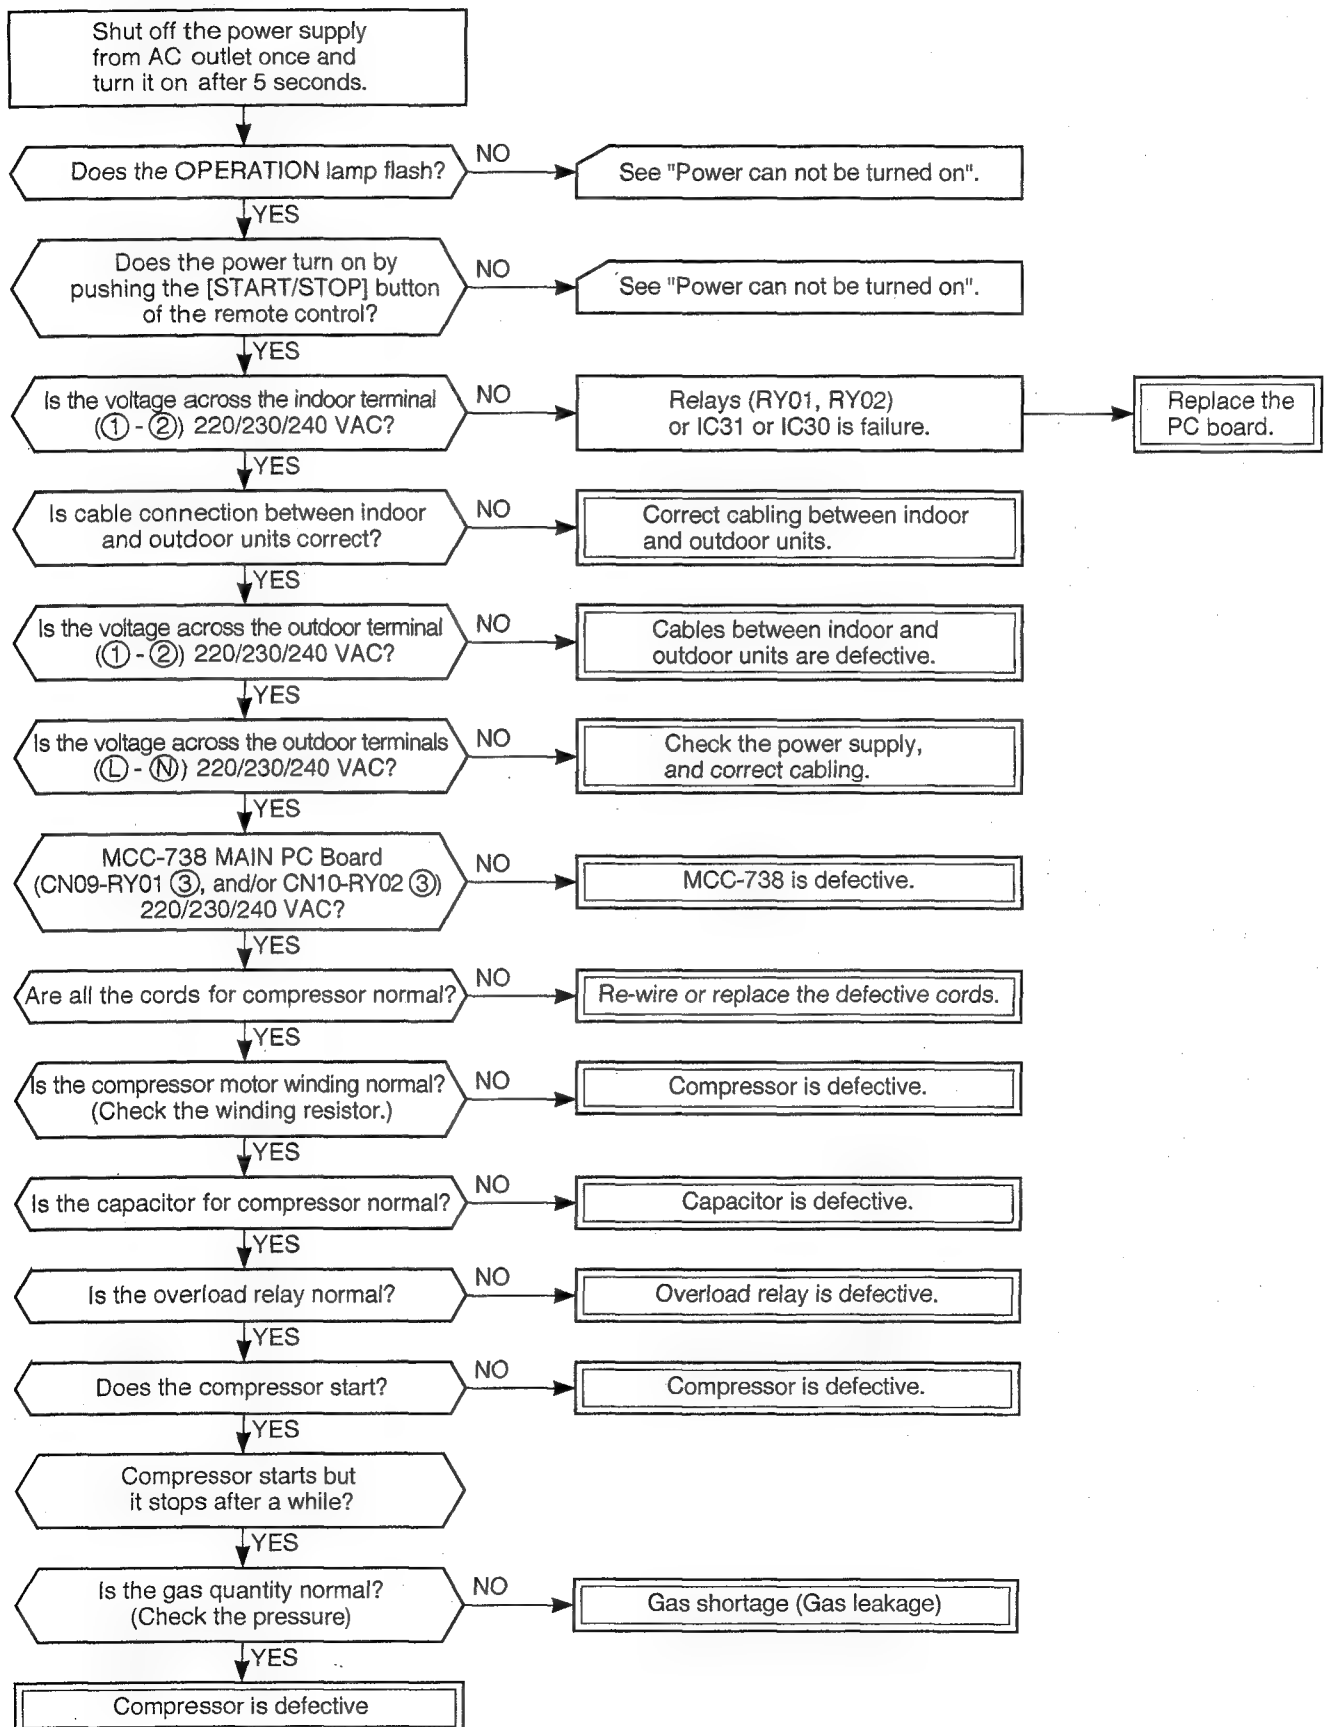 Shut off the power supply
from AC outlet once and
turn it on after 5 seconds.
Does the OPERATION lamp flash?
NO
See "Power can not be turned on".
YES
Does the power turn on by
pushing the [START/STOP] button
of the remote control?
NO
See "Power can not be turned on".
YES
Is the voltage across the indoor terminal
(① - ②) 220/230/240 VAC?
NO
Relays (RY01, RY02)
or IC31 or IC30 is failure.
Replace the
PC board.
YES
Is cable connection between indoor
and outdoor units correct?
NO
Correct cabling between indoor
and outdoor units.
YES
Is the voltage across the outdoor terminal
(① - ②) 220/230/240 VAC?
NO
Cables between indoor and
outdoor units are defective.
YES
Is the voltage across the outdoor terminals
(Ⓛ - Ⓝ) 220/230/240 VAC?
NO
Check the power supply,
and correct cabling.
YES
MCC-738 MAIN PC Board
(CN09-RY01 ③, and/or CN10-RY02 ③)
220/230/240 VAC?
NO
MCC-738 is defective.
YES
Are all the cords for compressor normal?
NO
Re-wire or replace the defective cords.
YES
Is the compressor motor winding normal?
(Check the winding resistor.)
NO
Compressor is defective.
YES
Is the capacitor for compressor normal?
NO
Capacitor is defective.
YES
Is the overload relay normal?
NO
Overload relay is defective.
YES
Does the compressor start?
NO
Compressor is defective.
YES
Compressor starts but
it stops after a while?
YES
Is the gas quantity normal?
(Check the pressure)
NO
Gas shortage (Gas leakage)
YES
Compressor is defective